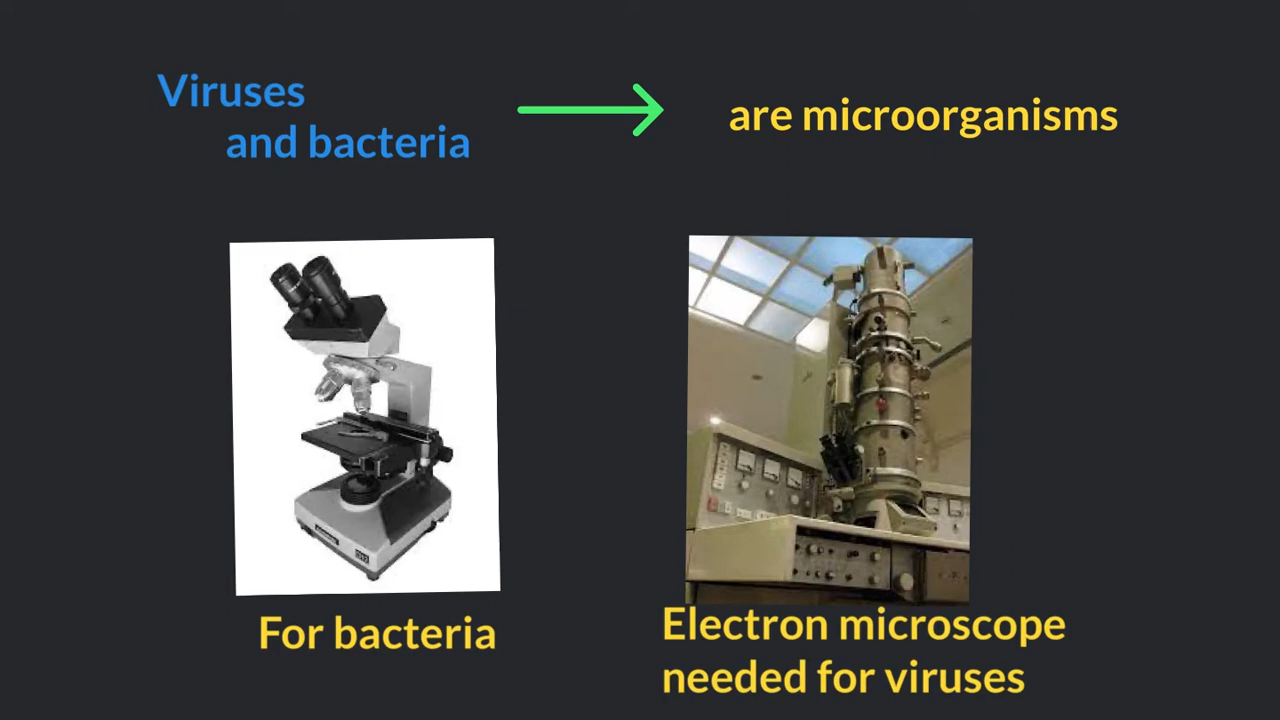 Viruses
and bacteria
are microorganisms
For bacteria
Electron microscope
needed for viruses